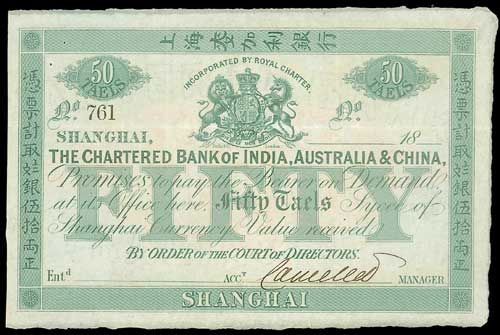 上海麥加利銀行
50 TAELS
50 TAELS
INCORPORATED BY ROYAL CHARTER.
No. 761
No.
SHANGHAI, 18
THE CHARTERED BANK OF INDIA, AUSTRALIA & CHINA,
Promises to pay the Bearer on Demand
at its Office here, Fifty Taels Sycee of
Shanghai Currency Value received
FIFTY
BY ORDER OF THE COURT OF DIRECTORS.
Entd ACCT Cancelled MANAGER
SHANGHAI
憑票計取紋銀伍拾両正
憑票計取紋銀伍拾両正